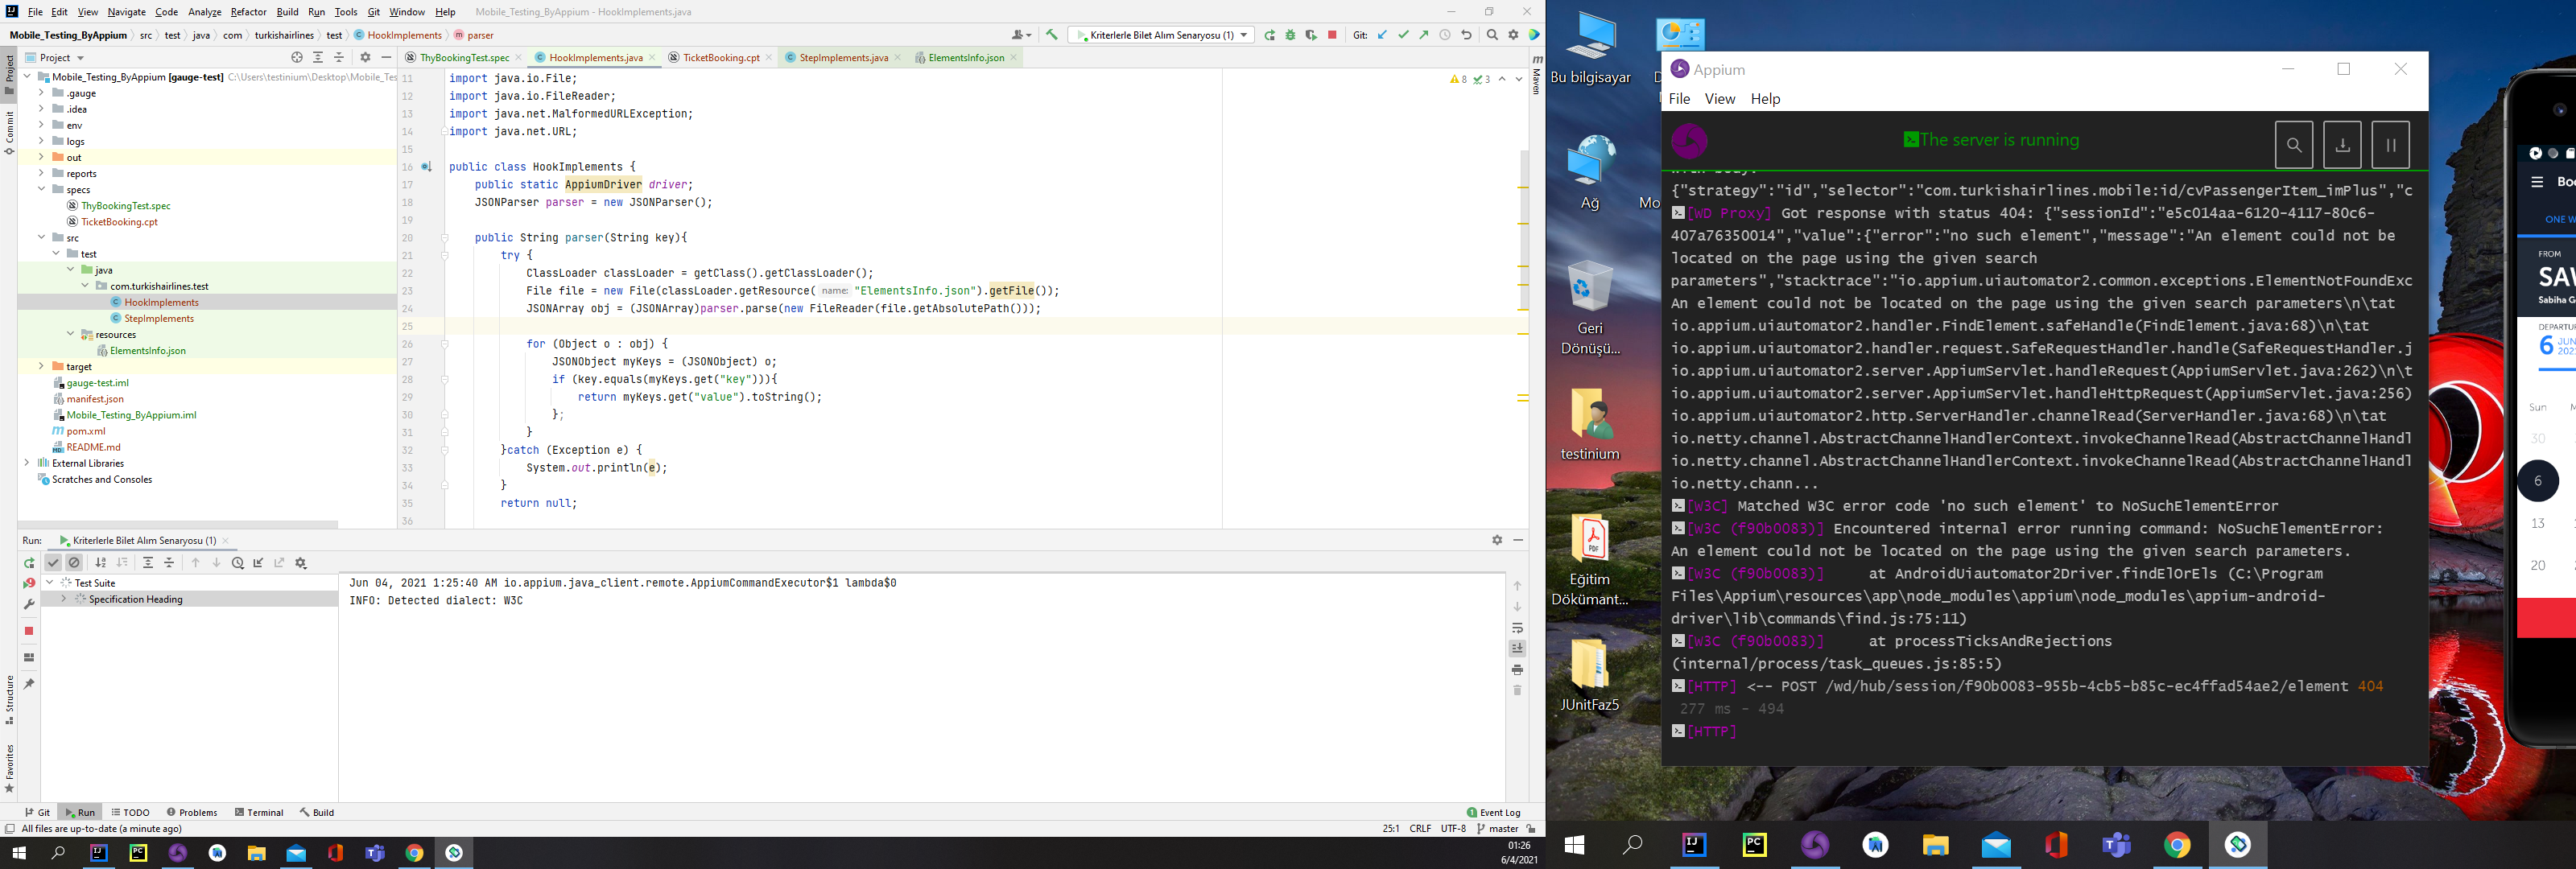 File Edit View Navigate Code Analyze Refactor Build Run Tools Git Window Help Mobile_Testing_ByAppium - HookImplements.java
Mobile_Testing_ByAppium src test java com turkishairlines test HookImplements parser
Kriterlerle Bilet Alım Senaryosu (1)
Git:
Project
ThyBookingTest.spec
HookImplements.java
TicketBooking.cpt
StepImplements.java
ElementsInfo.json
Project
Commit
Structure
Favorites
Maven
Mobile_Testing_ByAppium [gauge-test] C:\Users\testinium\Desktop\Mobile_Tes
.gauge
.idea
env
logs
out
reports
specs
ThyBookingTest.spec
TicketBooking.cpt
src
test
java
com.turkishairlines.test
HookImplements
StepImplements
resources
ElementsInfo.json
target
gauge-test.iml
manifest.json
Mobile_Testing_ByAppium.iml
pom.xml
README.md
External Libraries
Scratches and Consoles
8 3
11 import java.io.File;
12 import java.io.FileReader;
13 import java.net.MalformedURLException;
14 import java.net.URL;
15
16 public class HookImplements {
17 public static AppiumDriver driver;
18 JSONParser parser = new JSONParser();
19
20 public String parser(String key){
21 try {
22 ClassLoader classLoader = getClass().getClassLoader();
23 File file = new File(classLoader.getResource( name: "ElementsInfo.json").getFile());
24 JSONArray obj = (JSONArray)parser.parse(new FileReader(file.getAbsolutePath()));
25
26 for (Object o : obj) {
27 JSONObject myKeys = (JSONObject) o;
28 if (key.equals(myKeys.get("key"))){
29 return myKeys.get("value").toString();
30 };
31 }
32 }catch (Exception e) {
33 System.out.println(e);
34 }
35 return null;
36
Run: Kriterlerle Bilet Alım Senaryosu (1)
Test Suite
Specification Heading
Jun 04, 2021 1:25:40 AM io.appium.java_client.remote.AppiumCommandExecutor$1 lambda$0
INFO: Detected dialect: W3C
Git Run TODO Problems Terminal Build
Event Log
All files are up-to-date (a minute ago)
25:1 CRLF UTF-8 master
01:26
6/4/2021
Bu bilgisayar
Ağ
Geri
Dönüşü...
testinium
Eğitim
Dökümant...
JUnitFaz5
Mo
Appium
File View Help
The server is running
{"strategy":"id","selector":"com.turkishairlines.mobile:id/cvPassengerItem_imPlus","c
[WD Proxy] Got response with status 404: {"sessionId":"e5c014aa-6120-4117-80c6-
407a76350014","value":{"error":"no such element","message":"An element could not be
located on the page using the given search
parameters","stacktrace":"io.appium.uiautomator2.common.exceptions.ElementNotFoundExc
An element could not be located on the page using the given search parameters\n\tat
io.appium.uiautomator2.handler.FindElement.safeHandle(FindElement.java:68)\n\tat
io.appium.uiautomator2.handler.request.SafeRequestHandler.handle(SafeRequestHandler.j
io.appium.uiautomator2.server.AppiumServlet.handleRequest(AppiumServlet.java:262)\n\t
io.appium.uiautomator2.server.AppiumServlet.handleHttpRequest(AppiumServlet.java:256)
io.appium.uiautomator2.http.ServerHandler.channelRead(ServerHandler.java:68)\n\tat
io.netty.channel.AbstractChannelHandlerContext.invokeChannelRead(AbstractChannelHandl
io.netty.channel.AbstractChannelHandlerContext.invokeChannelRead(AbstractChannelHandl
io.netty.chann...
[W3C] Matched W3C error code 'no such element' to NoSuchElementError
[W3C (f90b0083)] Encountered internal error running command: NoSuchElementError:
An element could not be located on the page using the given search parameters.
[W3C (f90b0083)] at AndroidUiautomator2Driver.findElOrEls (C:\Program
Files\Appium\resources\app\node_modules\appium\node_modules\appium-android-
driver\lib\commands\find.js:75:11)
[W3C (f90b0083)] at processTicksAndRejections
(internal/process/task_queues.js:85:5)
[HTTP] <-- POST /wd/hub/session/f90b0083-955b-4cb5-b85c-ec4ffad54ae2/element 404
277 ms - 494
[HTTP]
Boo
ONE W
FROM
SAW
Sabiha G
DEPARTU
6 JUN
202
Sun M
30
6
13
20